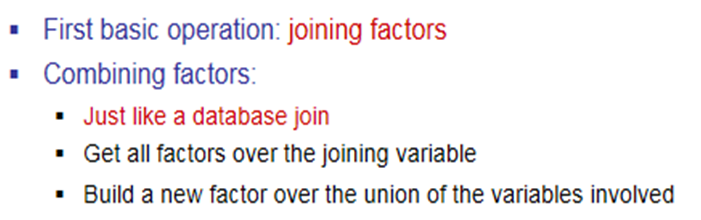 First basic operation: joining factors
Combining factors:
Just like a database join
Get all factors over the joining variable
Build a new factor over the union of the variables involved